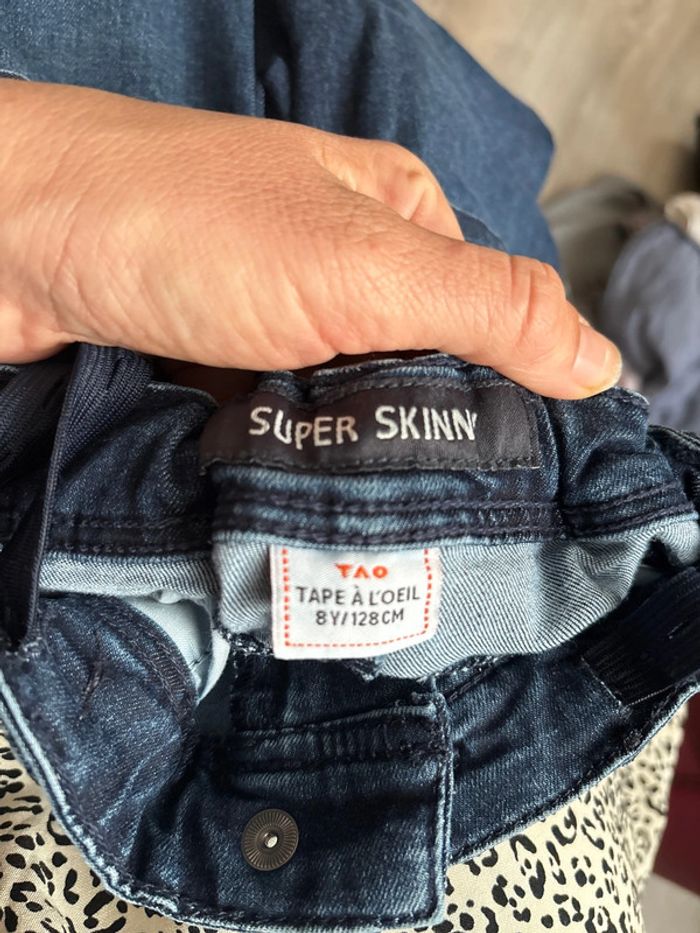 SUPER SKINN
TAO
TAPE À L'OEIL
8Y/128CM